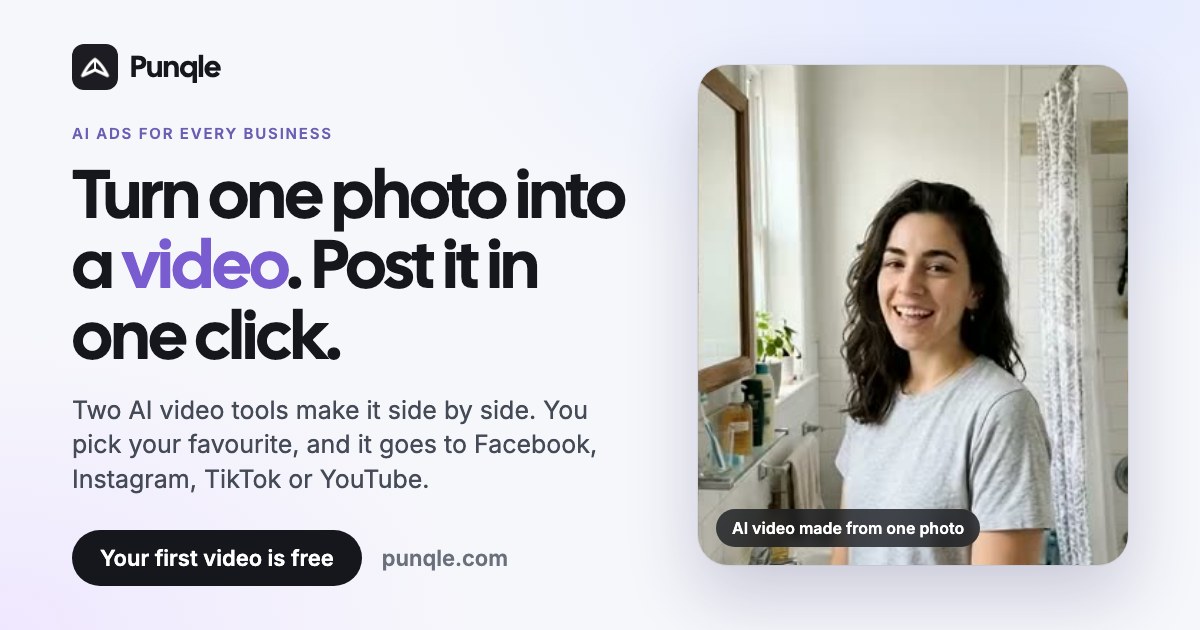 Punqle
AI ADS FOR EVERY BUSINESS
Turn one photo into
a video. Post it in
one click.
Two AI video tools make it side by side. You
pick your favourite, and it goes to Facebook,
Instagram, TikTok or YouTube.
Your first video is free
punqle.com
AI video made from one photo